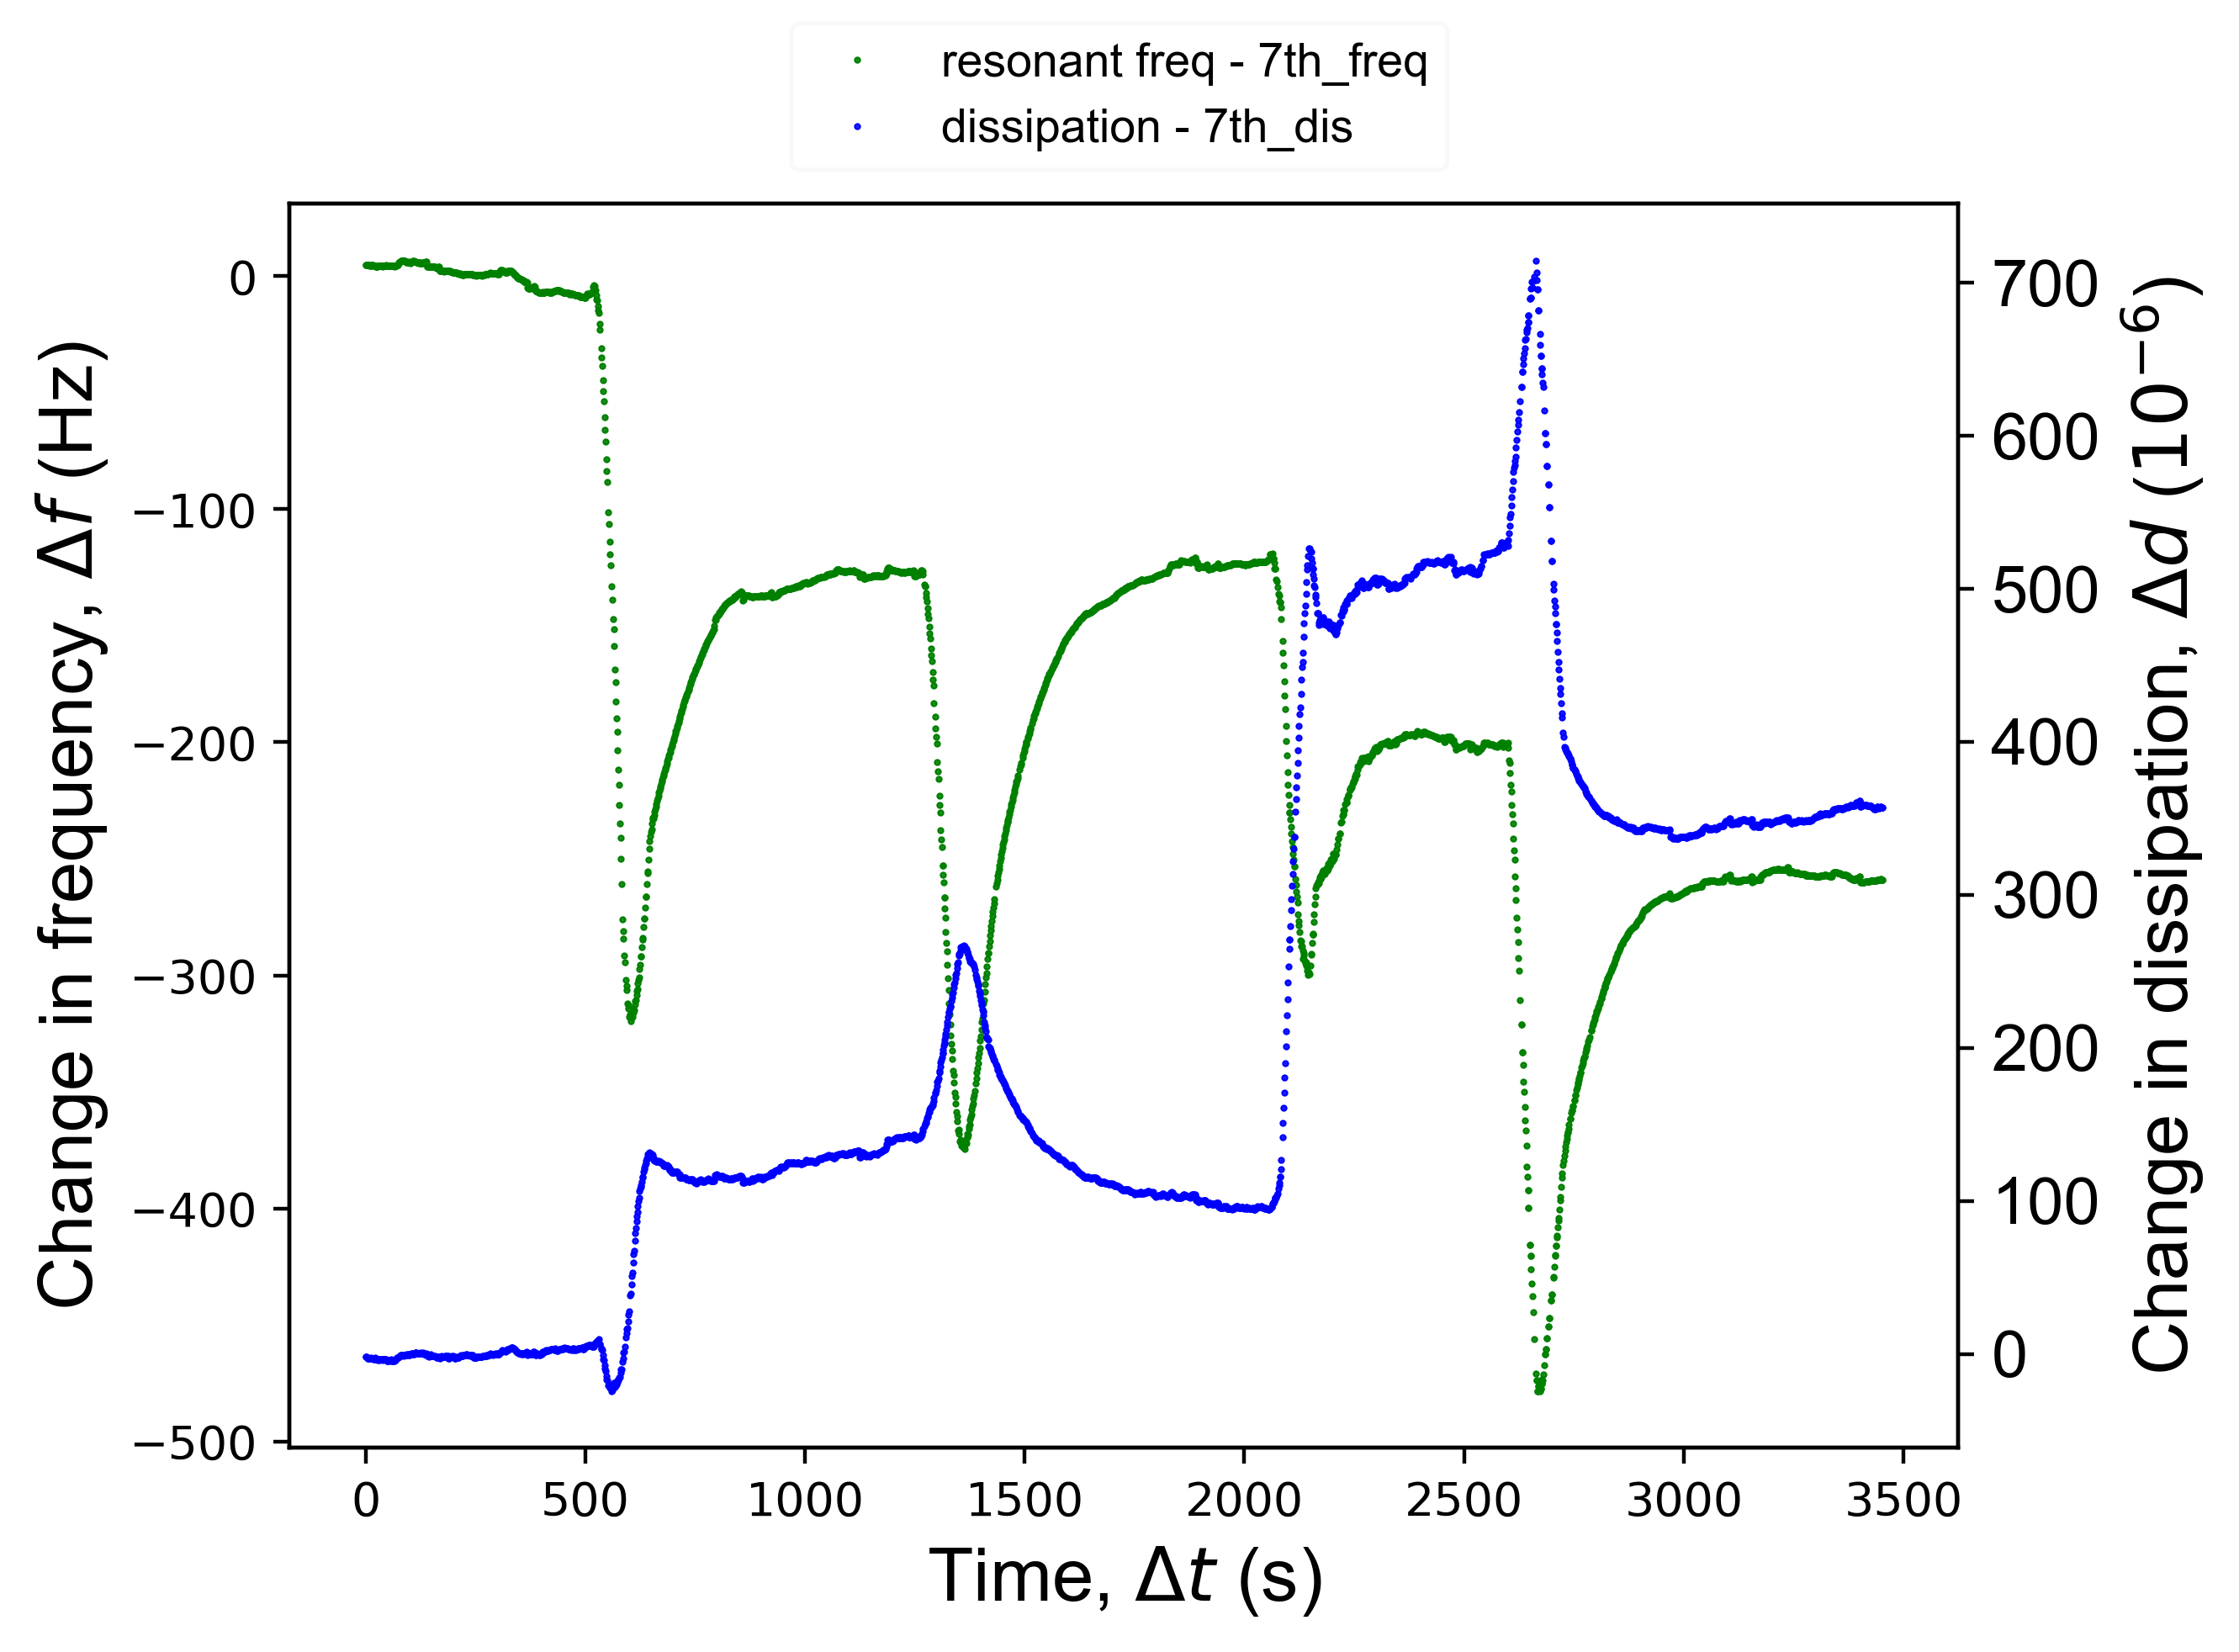 resonant freq - 7th_freq
dissipation - 7th_dis
Change in frequency, Δf (Hz)
0
−100
−200
−300
−400
−500
700
600
500
400
300
200
100
0
Change in dissipation, Δd (10⁻⁶)
0 500 1000 1500 2000 2500 3000 3500
Time, Δt (s)